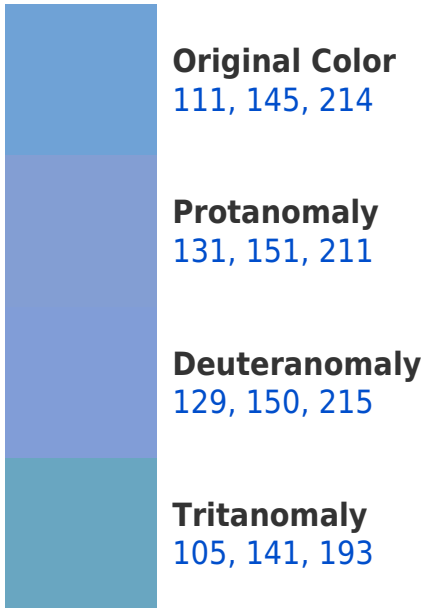 Original Color
111, 145, 214
Protanomaly
131, 151, 211
Deuteranomaly
129, 150, 215
Tritanomaly
105, 141, 193